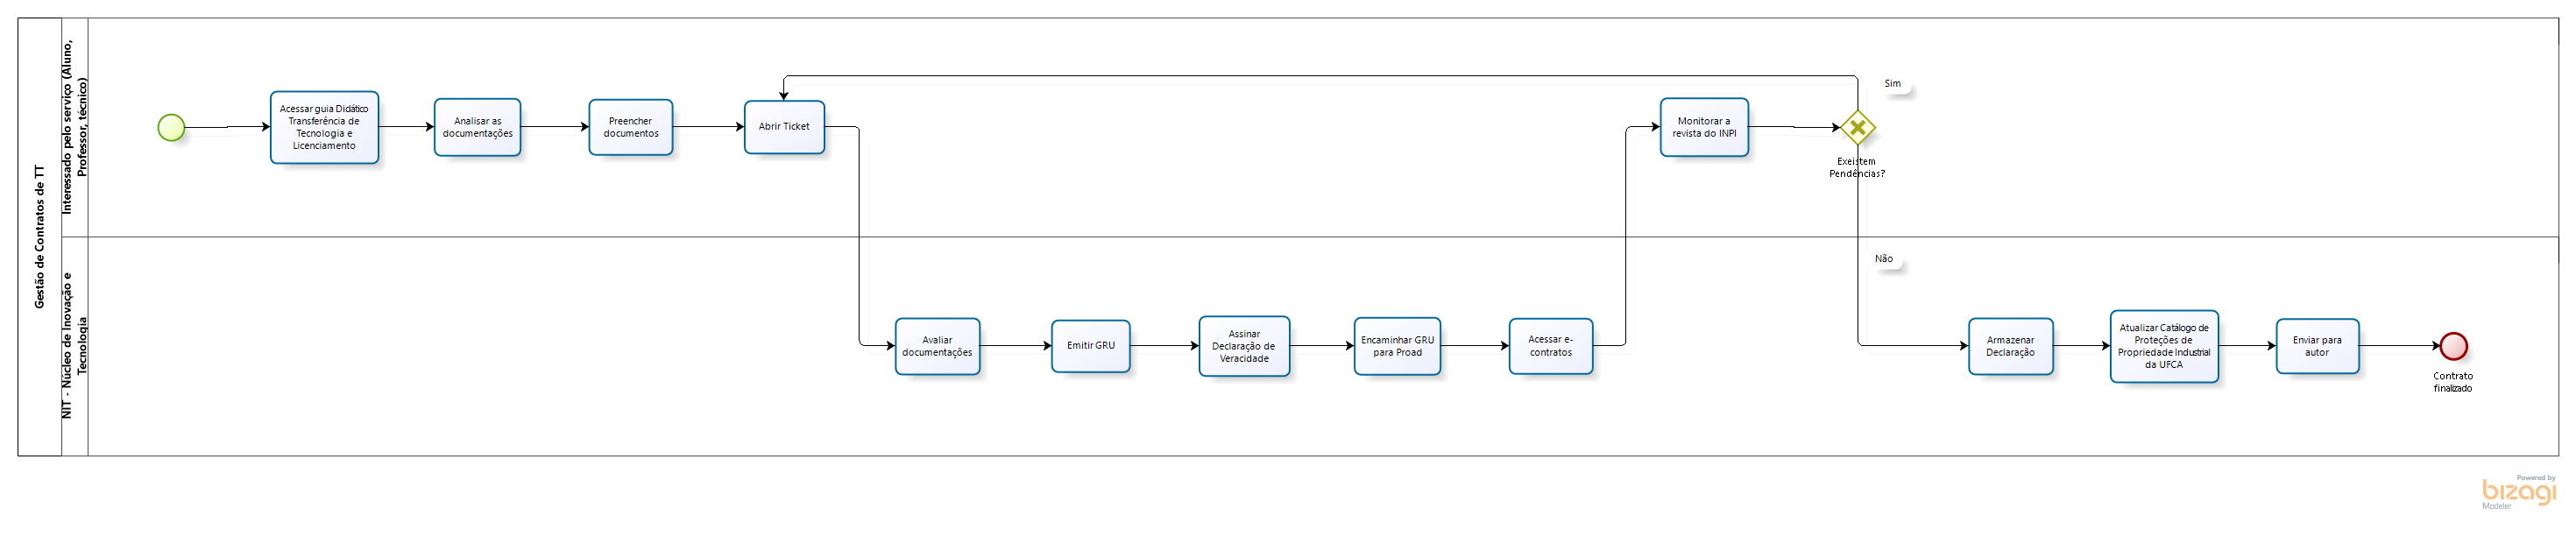 Gestão de Contratos de TT
Interessado pelo serviço (Aluno,
Professor, técnico)
Acessar guia Didático
Transferência de
Tecnologia e
Licenciamento
Analisar as
documentações
Preencher
documentos
Abrir Ticket
Monitorar a
revista do INPI
Sim
Exeistem
Pendências?
NIT - Núcleo de Inovação e
Tecnologia
Não
Avaliar
documentações
Emitir GRU
Assinar
Declaração de
Veracidade
Encaminhar GRU
para Proad
Acessar e-
contratos
Armazenar
Declaração
Atualizar Catálogo de
Proteções de
Propriedade Industrial
da UFCA
Enviar para
autor
Contrato
finalizado
Powered by
bizagi
Modeler